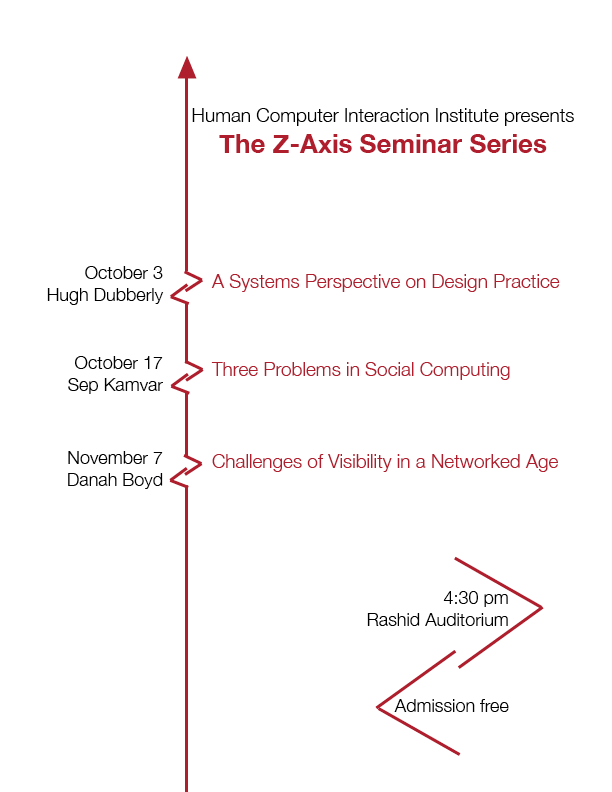 Human Computer Interaction Institute presents
The Z-Axis Seminar Series
October 3
Hugh Dubberly
A Systems Perspective on Design Practice
October 17
Sep Kamvar
Three Problems in Social Computing
November 7
Danah Boyd
Challenges of Visibility in a Networked Age
4:30 pm
Rashid Auditorium
Admission free